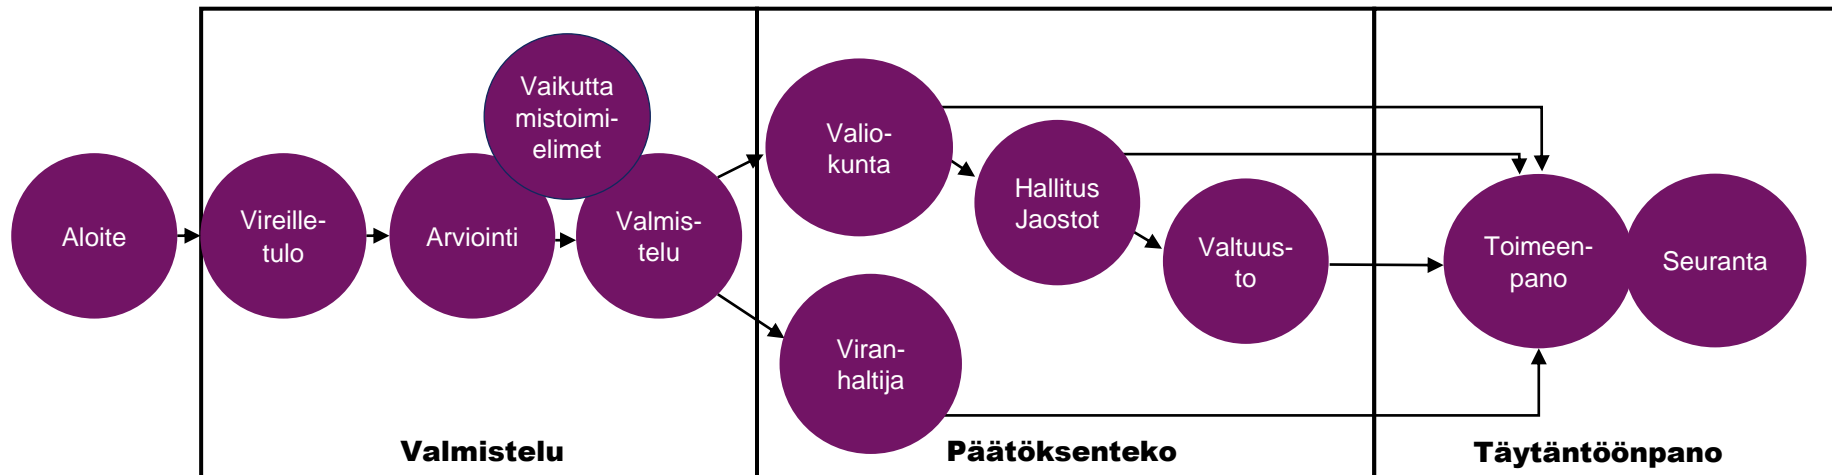 Aloite
Vireille-
tulo
Arviointi
Vaikutta
mistoimi-
elimet
Valmis-
telu
Valio-
kunta
Hallitus
Jaostot
Valtuus-
to
Viran-
haltija
Toimeen-
pano
Seuranta
Valmistelu
Päätöksenteko
Täytäntöönpano